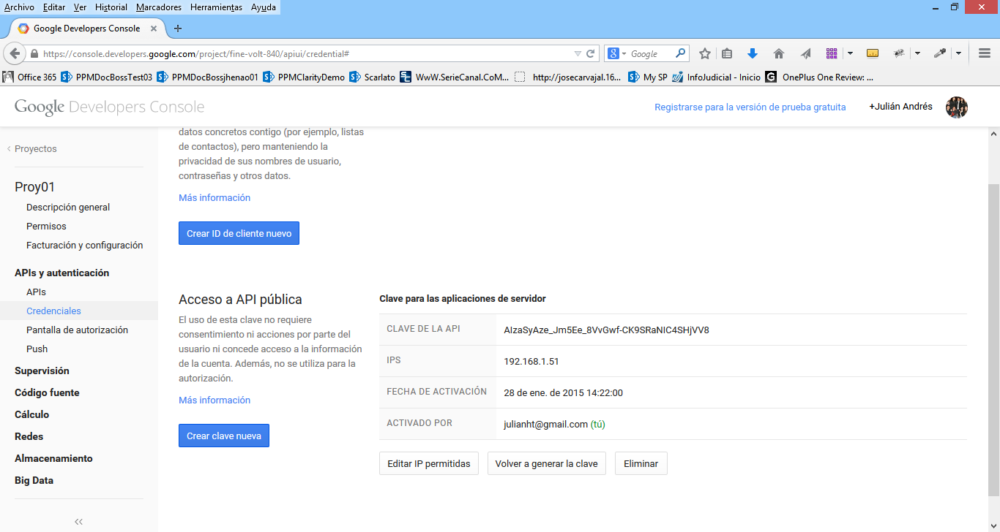 Archivo Editar Ver Historial Marcadores Herramientas Ayuda
Google Developers Console
https://console.developers.google.com/project/fine-volt-840/apiui/credential#
Google
Office 365 PPMDocBossTest03 PPMDocBossjhenao01 PPMClarityDemo Scarlato WwW.SerieCanal.CoM... http://josecarvajal.16... My SP InfoJudicial - Inicio OnePlus One Review: ...
Google Developers Console
Registrarse para la versión de prueba gratuita
+Julián Andrés
Proyectos
Proy01
Descripción general
Permisos
Facturación y configuración
APIs y autenticación
APIs
Credenciales
Pantalla de autorización
Push
Supervisión
Código fuente
Cálculo
Redes
Almacenamiento
Big Data
datos concretos contigo (por ejemplo, listas
de contactos), pero manteniendo la
privacidad de sus nombres de usuario,
contraseñas y otros datos.
Más información
Crear ID de cliente nuevo
Acceso a API pública
El uso de esta clave no requiere
consentimiento ni acciones por parte del
usuario ni concede acceso a la información
de la cuenta. Además, no se utiliza para la
autorización.
Más información
Crear clave nueva
Clave para las aplicaciones de servidor
CLAVE DE LA API AIzaSyAze_Jm5Ee_8VvGwf-CK9SRaNIC4SHjVV8
IPS 192.168.1.51
FECHA DE ACTIVACIÓN 28 de ene. de 2015 14:22:00
ACTIVADO POR julianht@gmail.com (tú)
Editar IP permitidas Volver a generar la clave Eliminar